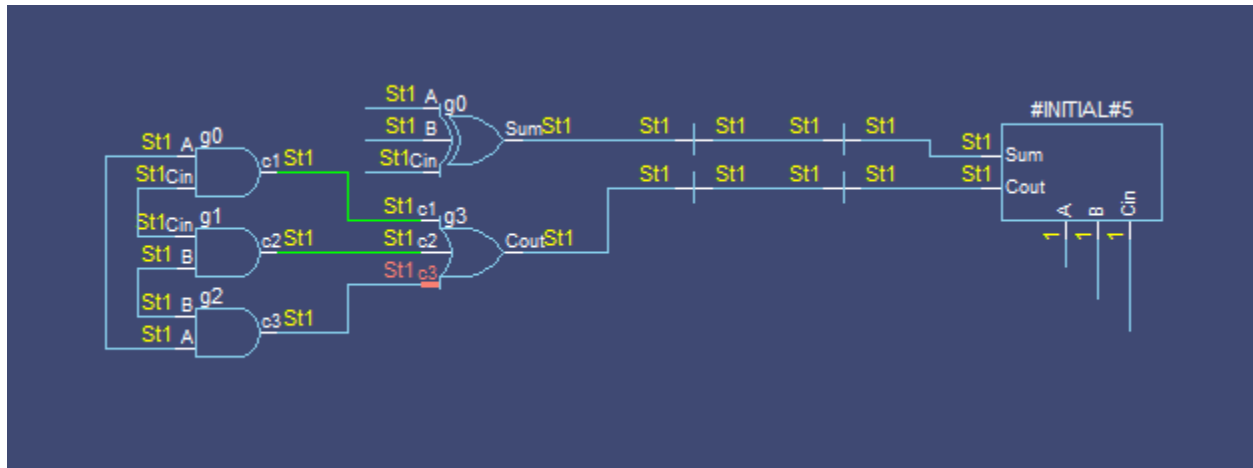 St1 A g0
#INITIAL#5
St1 B Sum St1 St1 St1 St1 St1
St1 A g0 St1 Sum
St1 Cin c1 St1 St1 Cin St1 St1 St1 St1 St1 Cout
St1 Cin g1 St1 c1 g3 A B Cin
c2 St1 St1 c2 Cout St1 1 1 1
St1 B St1 c3
St1 B g2
c3 St1
St1 A